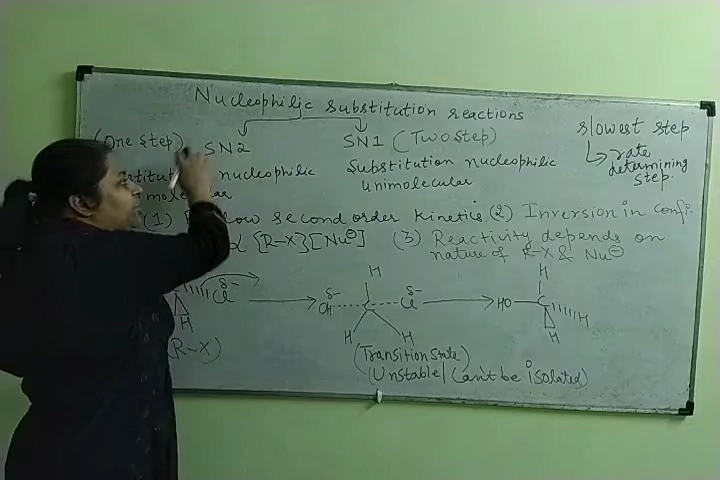 Nucleophilic substitution reactions
(One step) SN2 SN1 (Two step)
slowest step
rate
determining
step.
nucleophilic
Substitution nucleophilic
unimolecular
(1) second order kinetics (2) Inversion in confi.
∝ [R-X][Nu⊖] (3) Reactivity depends on
nature of R-X & Nu⊖
H H
δ- δ- δ-
Cl OH C Cl HO C H
H H H H
(R-X) (Transition state)
(Unstable/Can't be isolated)